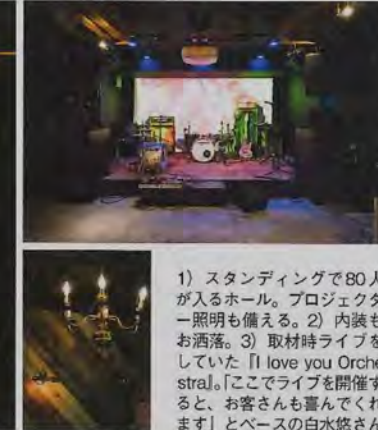 1) スタンディングで80人
が入るホール。プロジェクタ
ー照明も備える。2) 内装も
お洒落。3) 取材時ライブを
していた『I love you Orche
stra』。「ここでライブを開催す
ると、お客さんも喜んでくれ
ます」とベースの白水悠さん